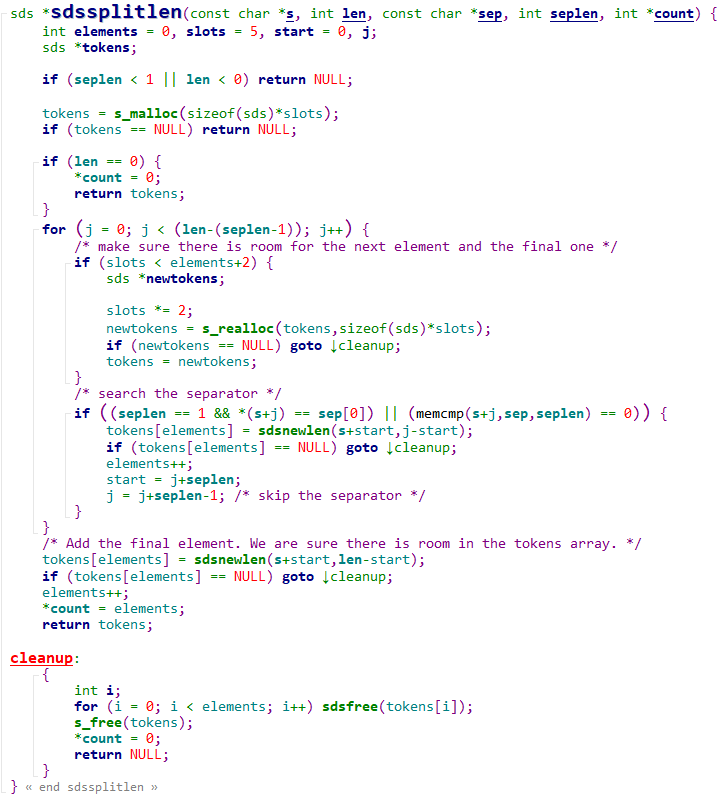 sds *sdssplitlen(const char *s, int len, const char *sep, int seplen, int *count) {
    int elements = 0, slots = 5, start = 0, j;
    sds *tokens;

    if (seplen < 1 || len < 0) return NULL;

    tokens = s_malloc(sizeof(sds)*slots);
    if (tokens == NULL) return NULL;

    if (len == 0) {
        *count = 0;
        return tokens;
    }
    for (j = 0; j < (len-(seplen-1)); j++) {
        /* make sure there is room for the next element and the final one */
        if (slots < elements+2) {
            sds *newtokens;

            slots *= 2;
            newtokens = s_realloc(tokens,sizeof(sds)*slots);
            if (newtokens == NULL) goto ↓cleanup;
            tokens = newtokens;
        }
        /* search the separator */
        if ((seplen == 1 && *(s+j) == sep[0]) || (memcmp(s+j,sep,seplen) == 0)) {
            tokens[elements] = sdsnewlen(s+start,j-start);
            if (tokens[elements] == NULL) goto ↓cleanup;
            elements++;
            start = j+seplen;
            j = j+seplen-1; /* skip the separator */
        }
    }
    /* Add the final element. We are sure there is room in the tokens array. */
    tokens[elements] = sdsnewlen(s+start,len-start);
    if (tokens[elements] == NULL) goto ↓cleanup;
    elements++;
    *count = elements;
    return tokens;

cleanup:
    {
        int i;
        for (i = 0; i < elements; i++) sdsfree(tokens[i]);
        s_free(tokens);
        *count = 0;
        return NULL;
    }
} « end sdssplitlen »